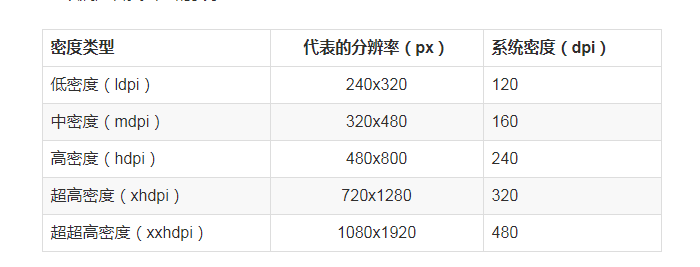 密度类型 代表的分辨率（px） 系统密度（dpi）
低密度（ldpi） 240x320 120
中密度（mdpi） 320x480 160
高密度（hdpi） 480x800 240
超高密度（xhdpi） 720x1280 320
超超高密度（xxhdpi） 1080x1920 480